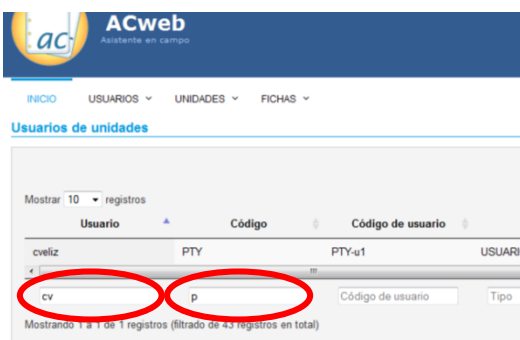 ac
ACweb
Asistente en campo
INICIO USUARIOS UNIDADES FICHAS
Usuarios de unidades
Mostrar 10 registros
Usuario Código Código de usuario
cveliz PTY PTY-u1 USUARI
cv p Código de usuario Tipo
Mostrando 1 a 1 de 1 registros (filtrado de 43 registros en total)